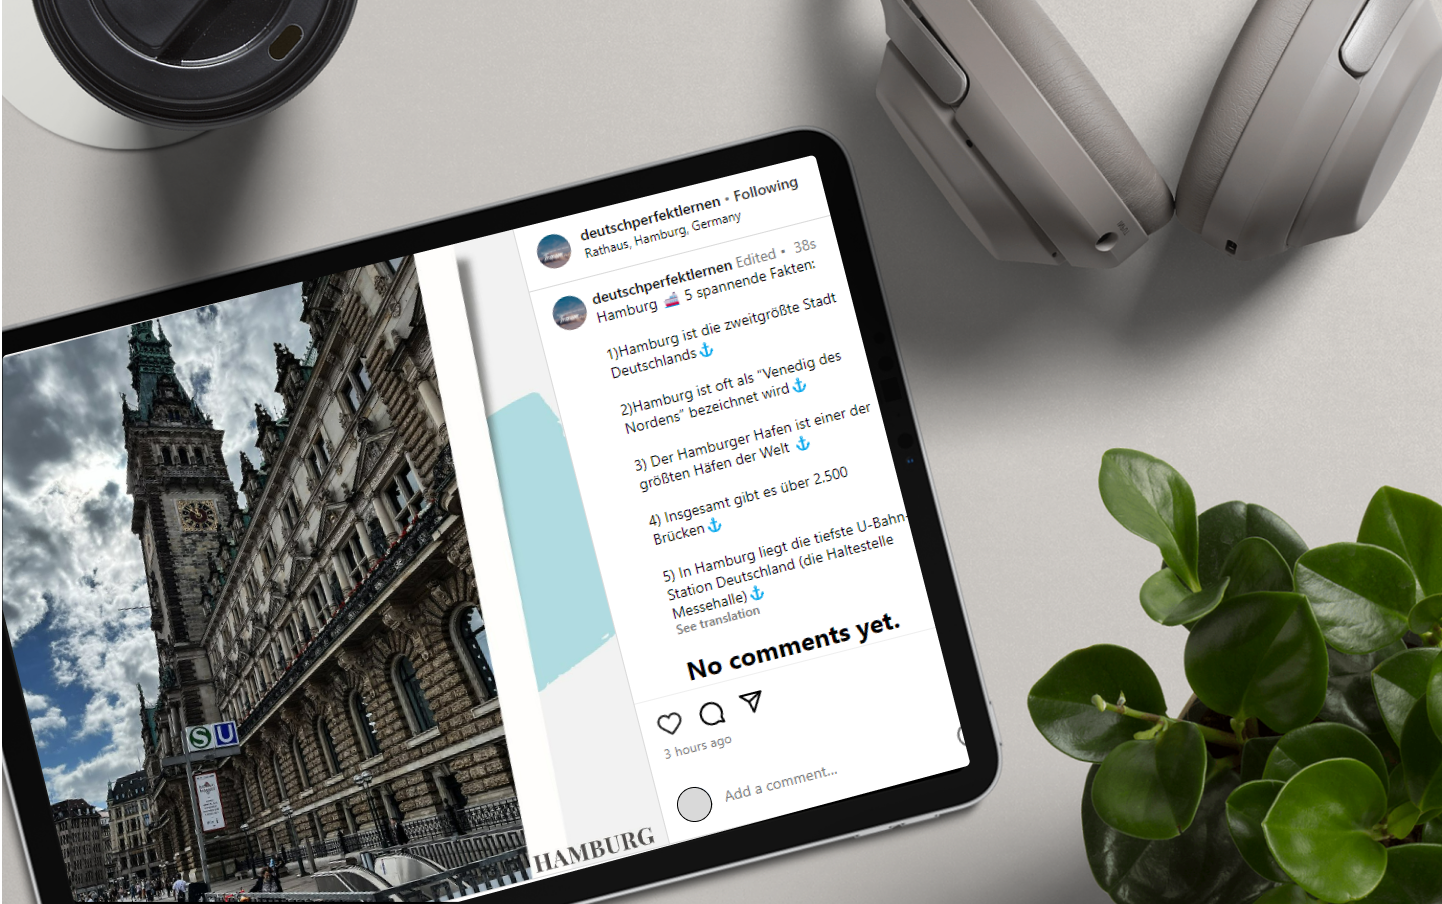 deutschperfektlernen • Following
Rathaus, Hamburg, Germany
deutschperfektlernen Edited • 38s
Hamburg 🛳️ 5 spannende Fakten:
1)Hamburg ist die zweitgrößte Stadt
Deutschlands⚓
2)Hamburg ist oft als “Venedig des
Nordens” bezeichnet wird⚓
3) Der Hamburger Hafen ist einer der
größten Häfen der Welt ⚓
4) Insgesamt gibt es über 2.500
Brücken⚓
5) In Hamburg liegt die tiefste U-Bahn-
Station Deutschland (die Haltestelle
Messehalle)⚓
See translation
No comments yet.
3 hours ago
Add a comment...
S U
HAMBURG